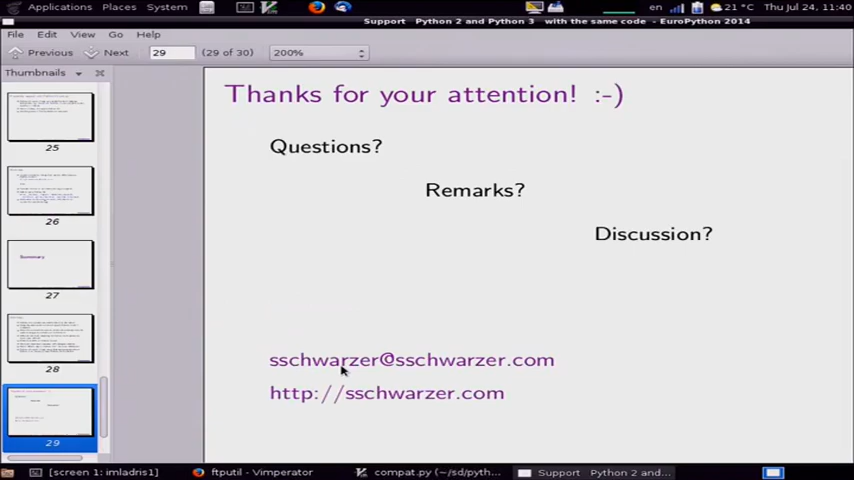 Applications Places System en 21 °C Thu Jul 24, 14:40
Support Python 2 and Python 3 with the same code - EuroPython 2014
File Edit View Go Help
Previous Next 29 (29 of 30) 200%
Thumbnails
25
26
Summary
27
28
29
Thanks for your attention! :-)
Questions?
Remarks?
Discussion?
sschwarzer@sschwarzer.com
http://sschwarzer.com
[screen 1: imladris1] ftputil - Vimperator compat.py (~/sd/pyth... Support Python 2 and...